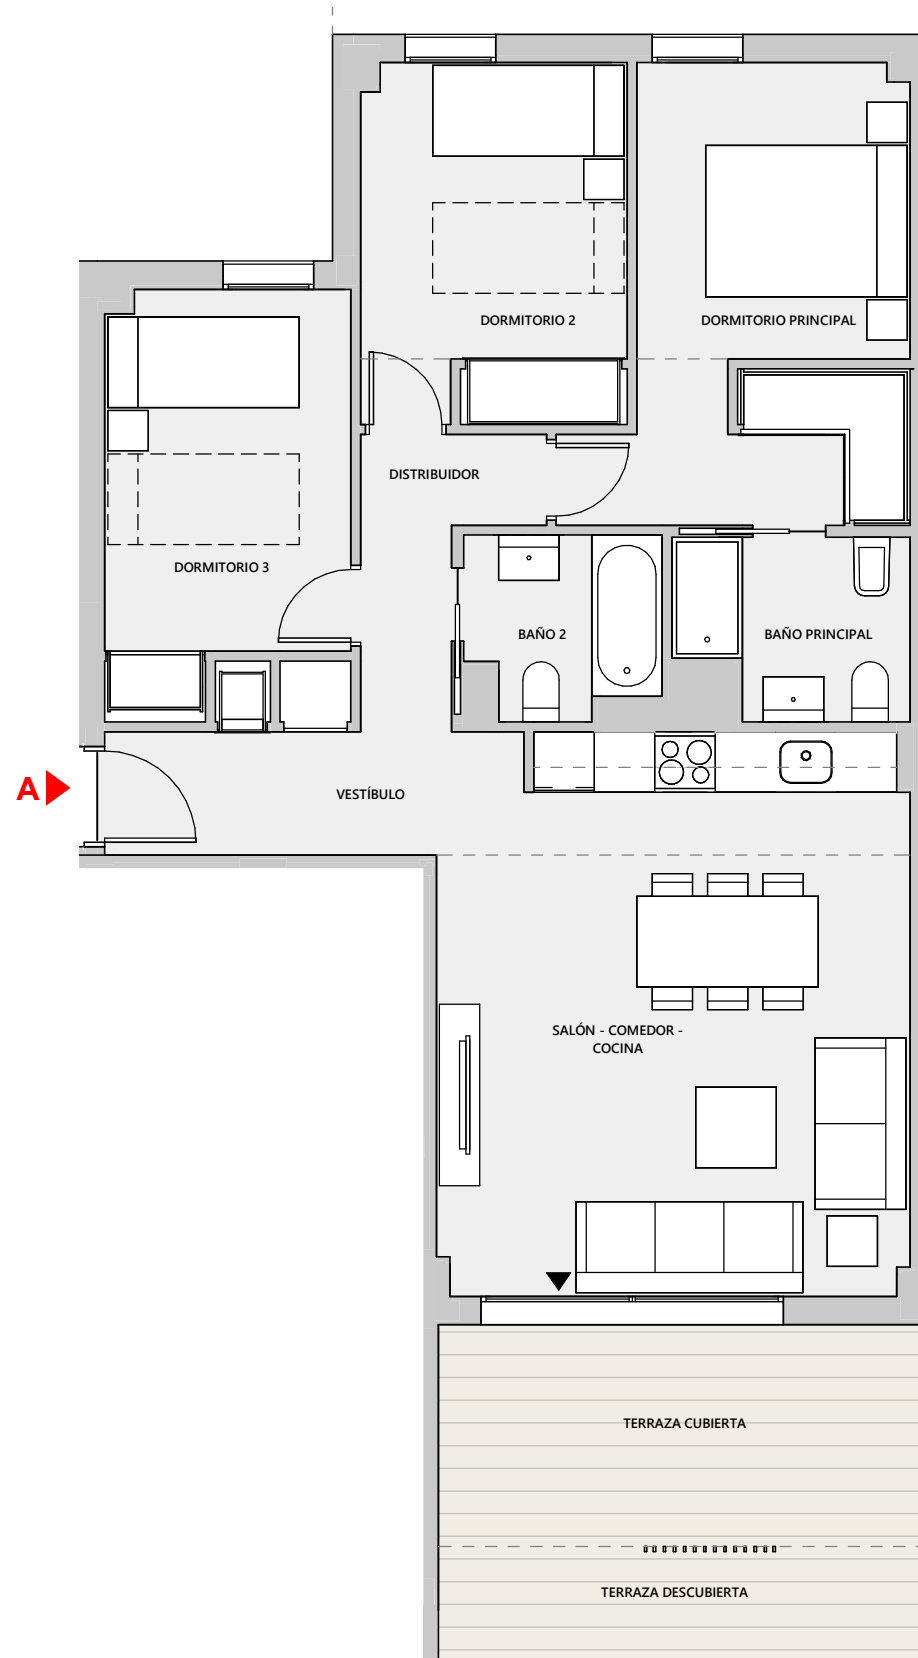 DORMITORIO 2
DORMITORIO PRINCIPAL
DISTRIBUIDOR
DORMITORIO 3
BAÑO 2
BAÑO PRINCIPAL
A
VESTÍBULO
SALÓN - COMEDOR -
COCINA
TERRAZA CUBIERTA
TERRAZA DESCUBIERTA